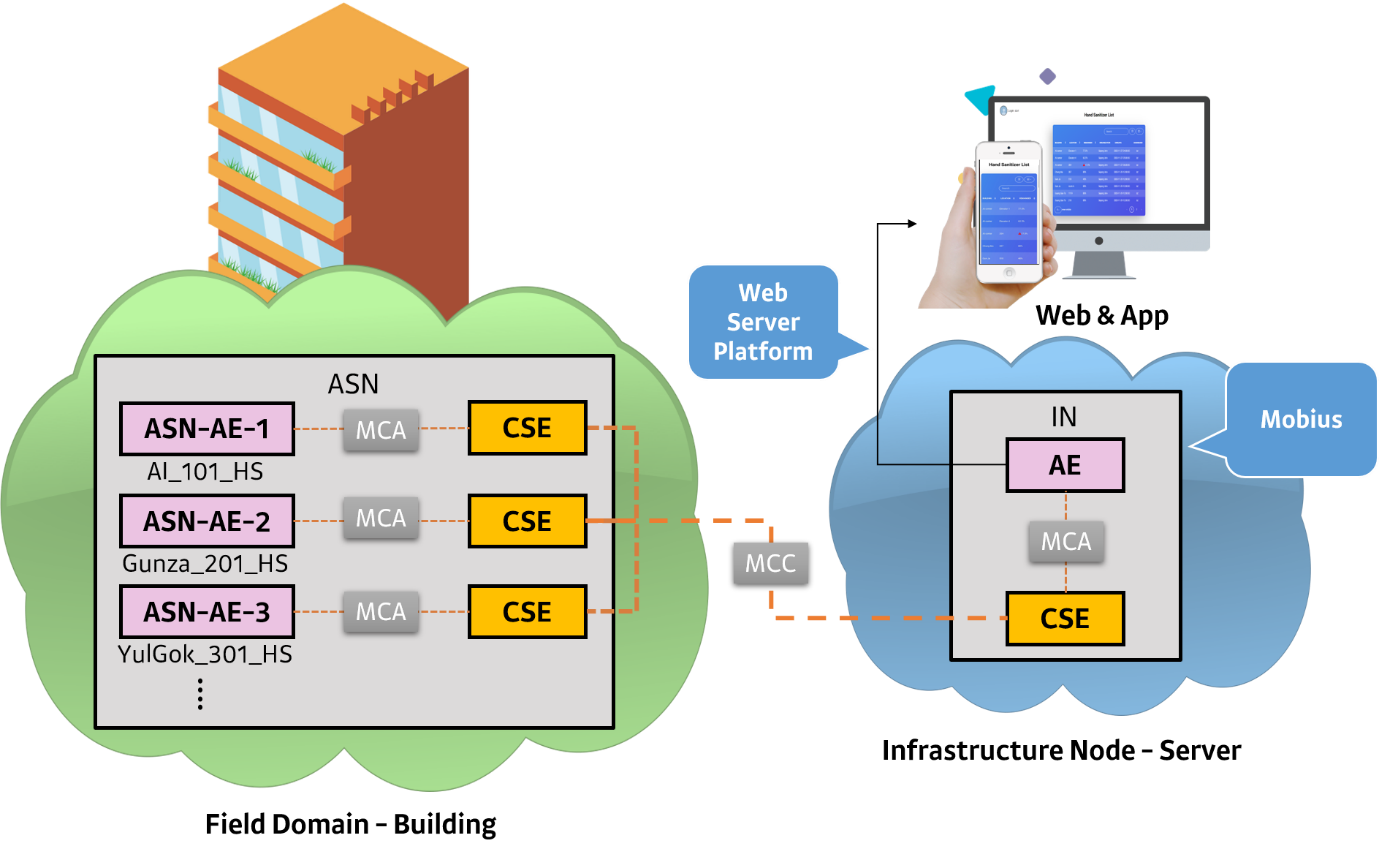 Hand Sanitizer List
Hand Sanitizer List
Web & App
Web
Server
Platform
Mobius
ASN
ASN-AE-1
MCA
CSE
AI_101_HS
ASN-AE-2
MCA
CSE
Gunza_201_HS
ASN-AE-3
MCA
CSE
YulGok_301_HS
MCC
IN
AE
MCA
CSE
Infrastructure Node - Server
Field Domain - Building